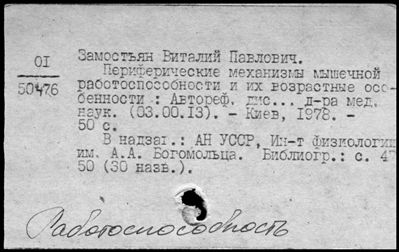 OI
50476
Замостьян Виталий Павлович.
Периферические механизмы мышечной
работоспособности и их возрастные осо-
бенности : Автореф. дис... д-ра мед.
наук. (03.00.13). - Киев, 1978. -
50 с.
В надзаг.: АН УССР, Ин-т физиологии
им. А.А. Богомольца. Библиогр.: с.
50 (30 назв.).
Работоспособность